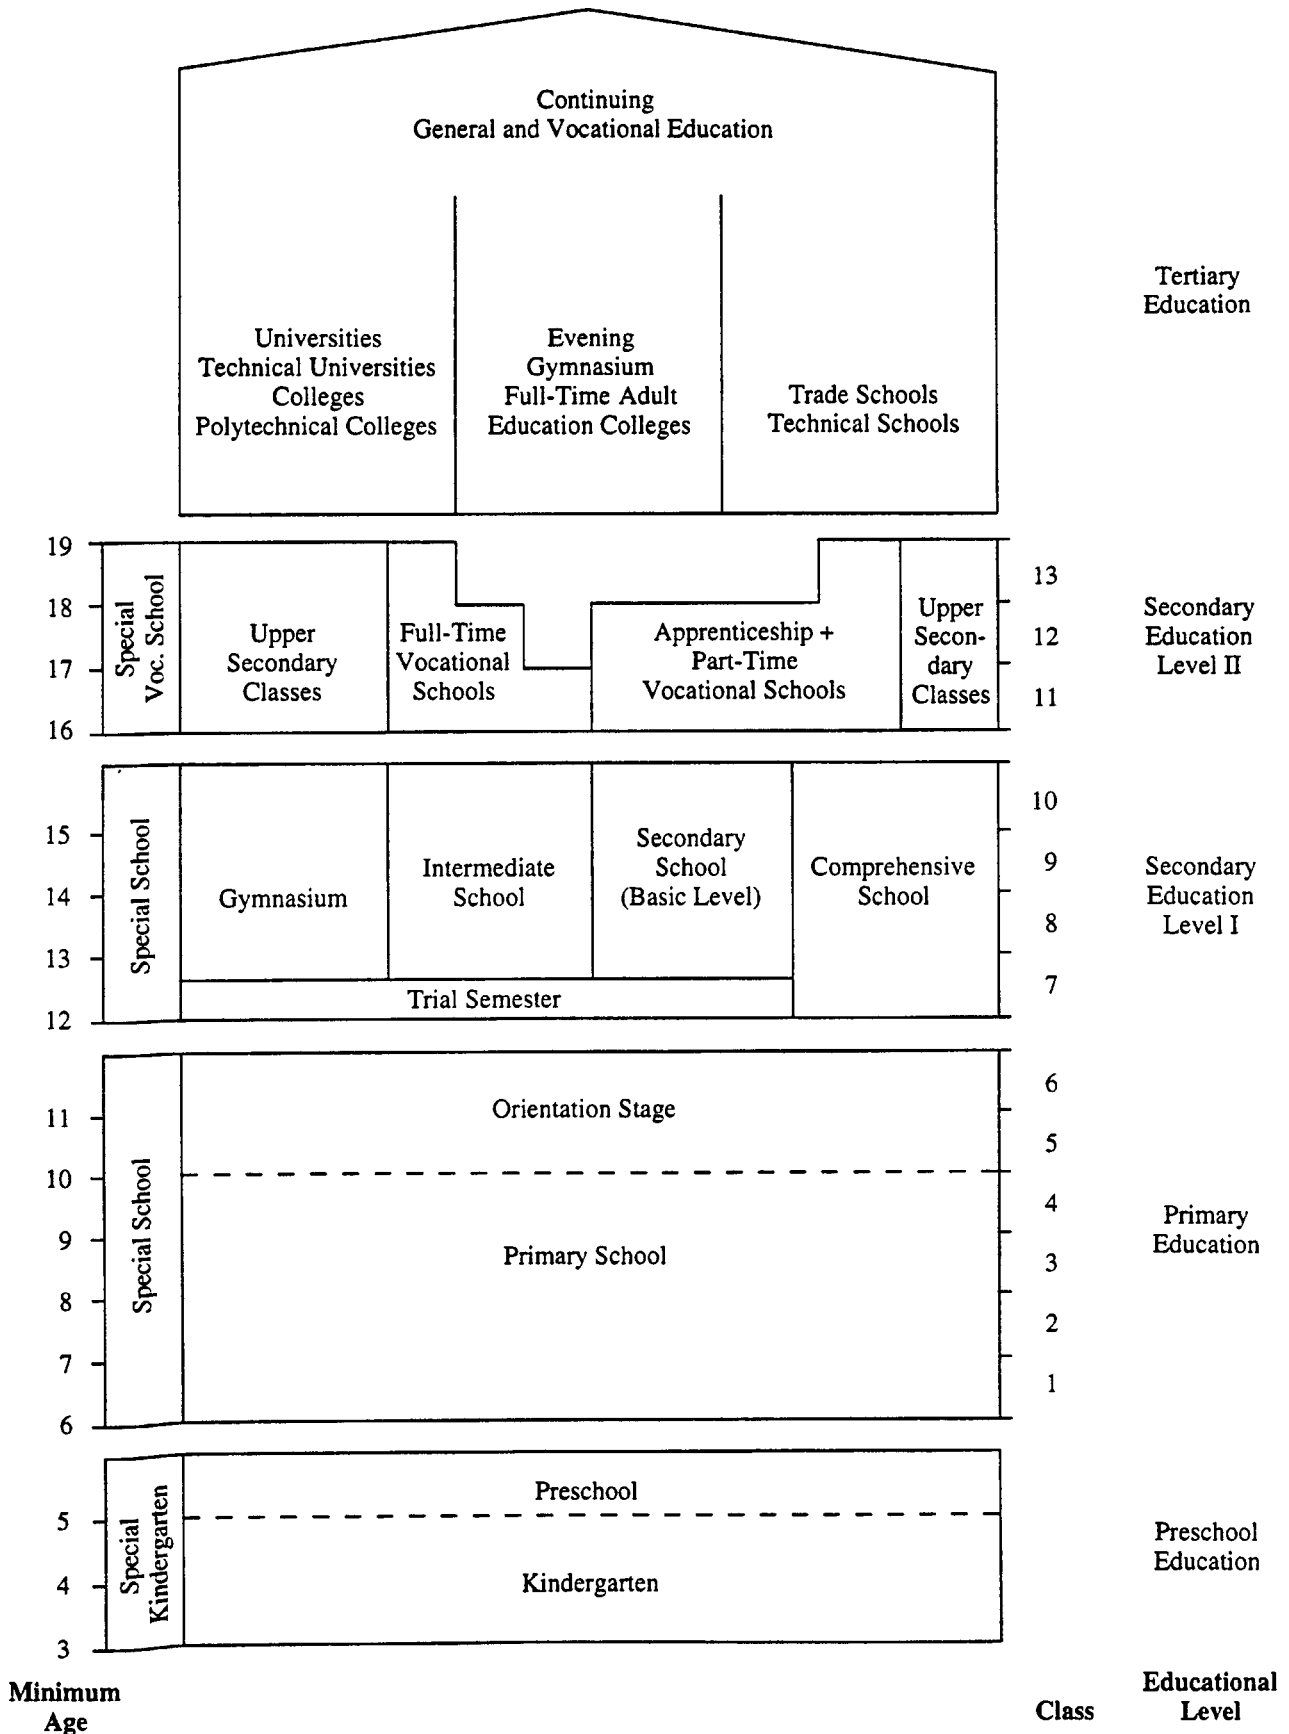 Continuing
General and Vocational Education
Tertiary
Education
Universities
Technical Universities
Colleges
Polytechnical Colleges
Evening
Gymnasium
Full-Time Adult
Education Colleges
Trade Schools
Technical Schools
19
18
17
16
Special
Voc. School
Upper
Secondary
Classes
Full-Time
Vocational
Schools
Apprenticeship +
Part-Time
Vocational Schools
Upper
Secon-
dary
Classes
13
12
11
Secondary
Education
Level II
15
14
13
12
Special School
Gymnasium
Intermediate
School
Secondary
School
(Basic Level)
Comprehensive
School
Trial Semester
10
9
8
7
Secondary
Education
Level I
11
10
9
8
7
6
Special School
Orientation Stage
Primary School
6
5
4
3
2
1
Primary
Education
5
4
3
Special
Kindergarten
Preschool
Kindergarten
Preschool
Education
Minimum
Age
Class
Educational
Level